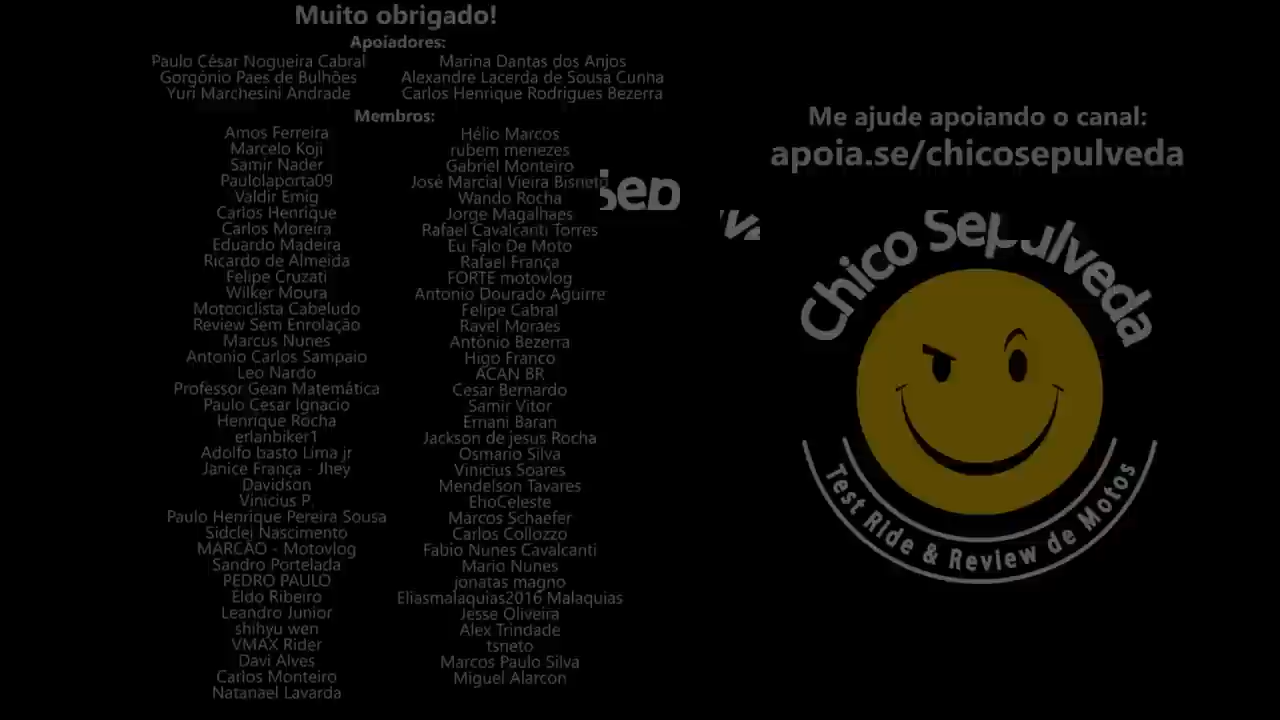 Muito obrigado!
Apoiadores:
Paulo César Nogueira Cabral
Gorgónio Paes de Bulhões
Yuri Marchesini Andrade
Marina Dantas dos Anjos
Alexandre Lacerda de Sousa Cunha
Carlos Henrique Rodrigues Bezerra
Membros:
Amos Ferreira
Marcelo Koji
Samir Nader
Paulolaporta09
Valdir Emig
Carlos Henrique
Carlos Moreira
Eduardo Madeira
Ricardo de Almeida
Felipe Cruzati
Wilker Moura
Motociclista Cabeludo
Review Sem Enrolação
Marcus Nunes
Antonio Carlos Sampaio
Leo Nardo
Professor Gean Matemática
Paulo Cesar Ignacio
Henrique Rocha
erlanbiker1
Adolfo basto Lima jr
Janice França - Jhey
Davidson
Vinicius P.
Paulo Henrique Pereira Sousa
Sidclei Nascimento
MARCÃO - Motovlog
Sandro Portelada
PEDRO PAULO
Eldo Ribeiro
Leandro Junior
shihyu wen
VMAX Rider
Davi Alves
Carlos Monteiro
Natanael Lavarda
Hélio Marcos
rubem menezes
Gabriel Monteiro
José Marcial Vieira Bisneto
Wando Rocha
Jorge Magalhaes
Rafael Cavalcanti Torres
Eu Falo De Moto
Rafael França
FORTE motovlog
Antonio Dourado Aguirre
Felipe Cabral
Ravel Moraes
Antônio Bezerra
Higo Franco
ACAN BR
Cesar Bernardo
Samir Vitor
Ernani Baran
Jackson de jesus Rocha
Osmario Silva
Vinicius Soares
Mendelson Tavares
EhoCeleste
Marcos Schaefer
Carlos Collozzo
Fabio Nunes Cavalcanti
Mario Nunes
jonatas magno
Eliasmalaquias2016 Malaquias
Jesse Oliveira
Alex Trindade
tsneto
Marcos Paulo Silva
Miguel Alarcon
Sep
Me ajude apoiando o canal:
apoia.se/chicosepulveda
Chico Sepulveda
Test Ride & Review de Motos